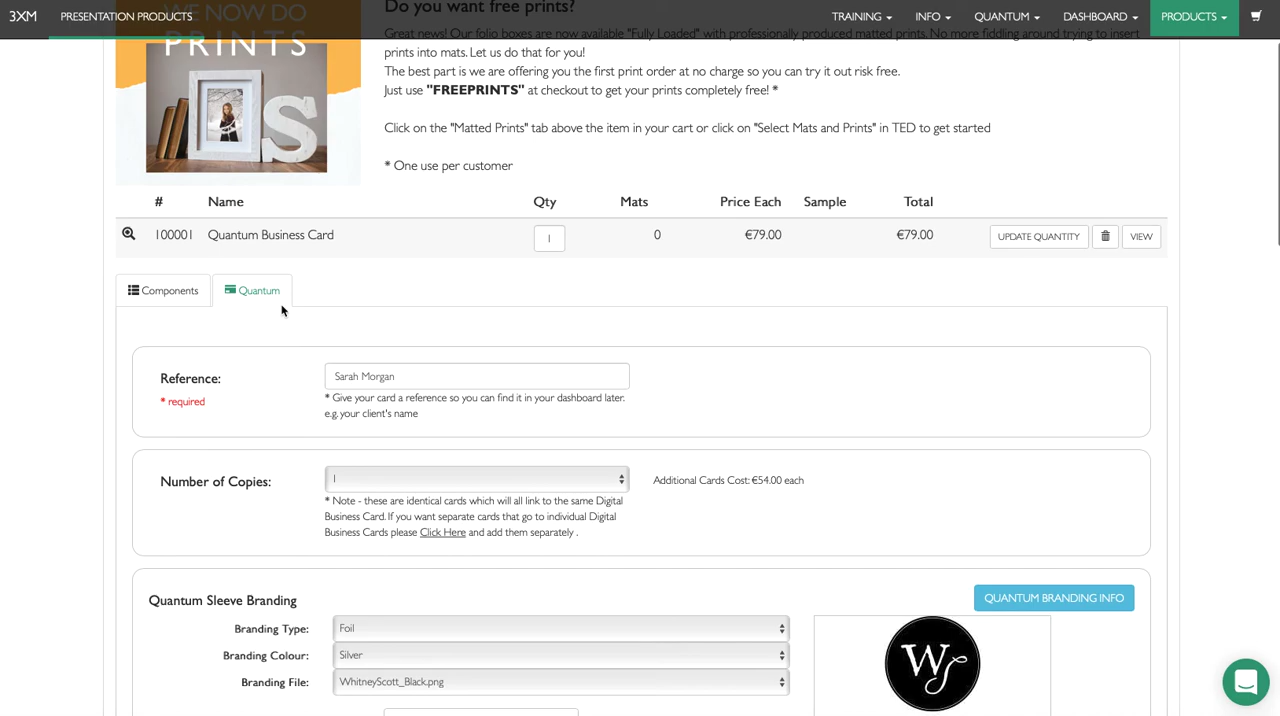 3XM PRESENTATION PRODUCTS TRAINING INFO QUANTUM DASHBOARD PRODUCTS
WE NOW DO
PRINTS
S
Do you want free prints?
Great news! Our folio boxes are now available "Fully Loaded" with professionally produced matted prints. No more fiddling around trying to insert
prints into mats. Let us do that for you!
The best part is we are offering you the first print order at no charge so you can try it out risk free.
Just use "FREEPRINTS" at checkout to get your prints completely free! *
Click on the "Matted Prints" tab above the item in your cart or click on "Select Mats and Prints" in TED to get started
* One use per customer
# Name Qty Mats Price Each Sample Total
100001 Quantum Business Card 1 0 €79.00 €79.00 UPDATE QUANTITY VIEW
Components Quantum
Reference: Sarah Morgan
* required
* Give your card a reference so you can find it in your dashboard later.
e.g. your client's name
Number of Copies: 1 Additional Cards Cost: €54.00 each
* Note - these are identical cards which will all link to the same Digital
Business Card. If you want separate cards that go to individual Digital
Business Cards please Click Here and add them separately .
Quantum Sleeve Branding QUANTUM BRANDING INFO
Branding Type: Foil
Branding Colour: Silver
Branding File: WhitneyScott_Black.png
WS